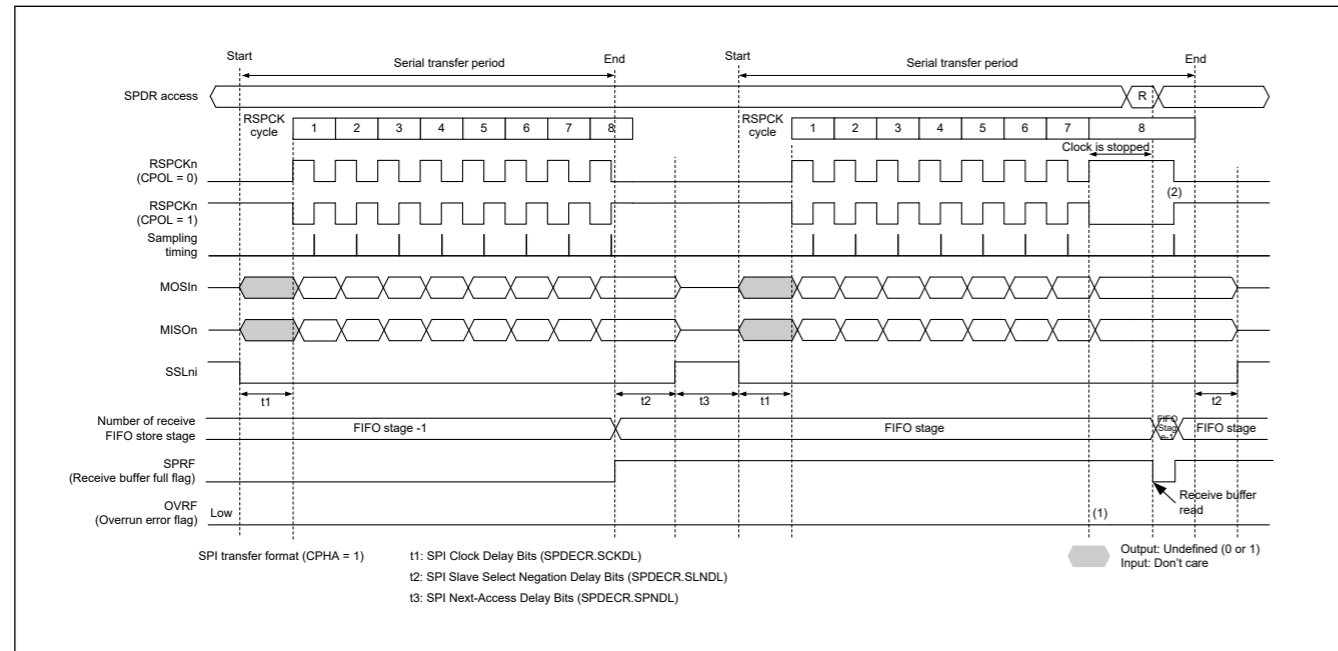 Start
Serial transfer period
End
Start
Serial transfer period
End
SPDR access
R
RSPCK
cycle
1 2 3 4 5 6 7 8
RSPCK
cycle
1 2 3 4 5 6 7 8
Clock is stopped
RSPCKn
(CPOL = 0)
(2)
RSPCKn
(CPOL = 1)
Sampling
timing
MOSIn
MISOn
SSLni
t1
t2
t3
t1
t2
Number of receive
FIFO store stage
FIFO stage -1
FIFO stage
FIFO
Stag
e-1
FIFO stage
SPRF
(Receive buffer full flag)
Receive buffer
read
OVRF
(Overrun error flag)
Low
(1)
SPI transfer format (CPHA = 1)
t1: SPI Clock Delay Bits (SPDECR.SCKDL)
t2: SPI Slave Select Negation Delay Bits (SPDECR.SLNDL)
t3: SPI Next-Access Delay Bits (SPDECR.SPNDL)
Output: Undefined (0 or 1)
Input: Don't care